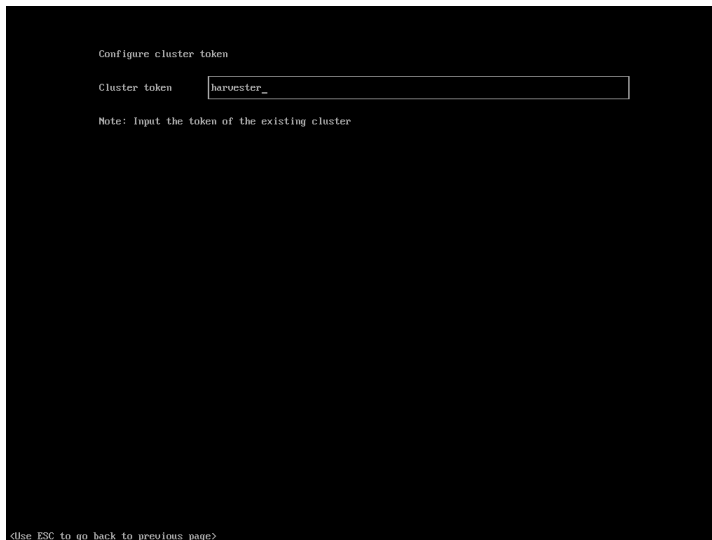 Configure cluster token
Cluster token harvester_
Note: Input the token of the existing cluster
<Use ESC to go back to previous page>